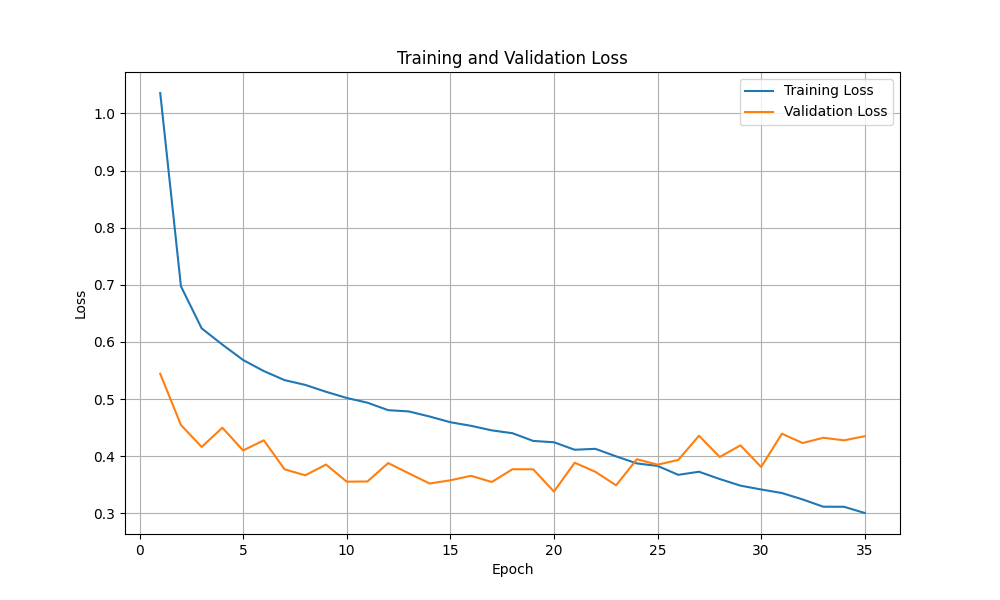 Training and Validation Loss
Training Loss
Validation Loss
1.0
0.9
0.8
0.7
0.6
0.5
0.4
0.3
Loss
0 5 10 15 20 25 30 35
Epoch